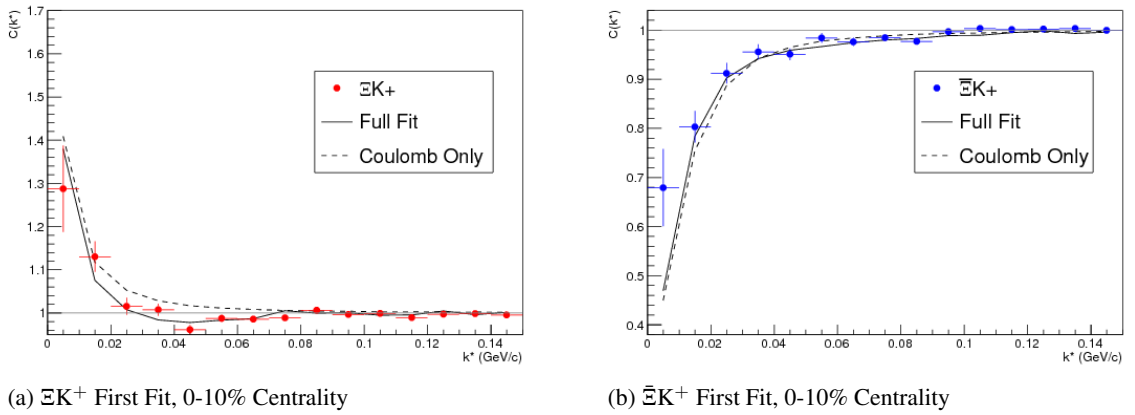 C(k*)
1.7
1.6
1.5
1.4
1.3
1.2
1.1
1
0
0.02
0.04
0.06
0.08
0.1
0.12
0.14
k* (GeV/c)
ΞK+
Full Fit
Coulomb Only
(a) ΞK⁺ First Fit, 0-10% Centrality
C(k*)
1
0.9
0.8
0.7
0.6
0.5
0.4
0
0.02
0.04
0.06
0.08
0.1
0.12
0.14
k* (GeV/c)
Ξ̄K+
Full Fit
Coulomb Only
(b) Ξ̄K⁺ First Fit, 0-10% Centrality